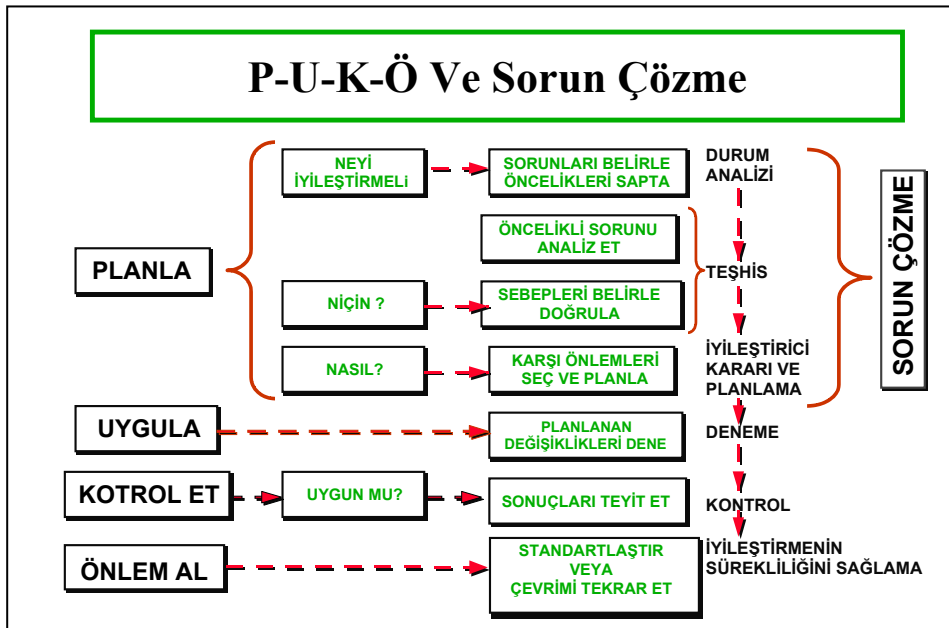 P-U-K-Ö Ve Sorun Çözme
NEYİ
İYİLEŞTİRMELi
SORUNLARI BELİRLE
ÖNCELİKLERİ SAPTA
DURUM
ANALİZİ
ÖNCELİKLİ SORUNU
ANALİZ ET
PLANLA
TEŞHİS
NİÇİN ?
SEBEPLERİ BELİRLE
DOĞRULA
NASIL?
KARŞI ÖNLEMLERİ
SEÇ VE PLANLA
İYİLEŞTİRİCİ
KARARI VE
PLANLAMA
SORUN ÇÖZME
UYGULA
PLANLANAN
DEĞİŞİKLİKLERİ DENE
DENEME
KOTROL ET
UYGUN MU?
SONUÇLARI TEYİT ET
KONTROL
ÖNLEM AL
STANDARTLAŞTIR
VEYA
ÇEVRİMİ TEKRAR ET
İYİLEŞTİRMENİN
SÜREKLİLİĞİNİ SAĞLAMA